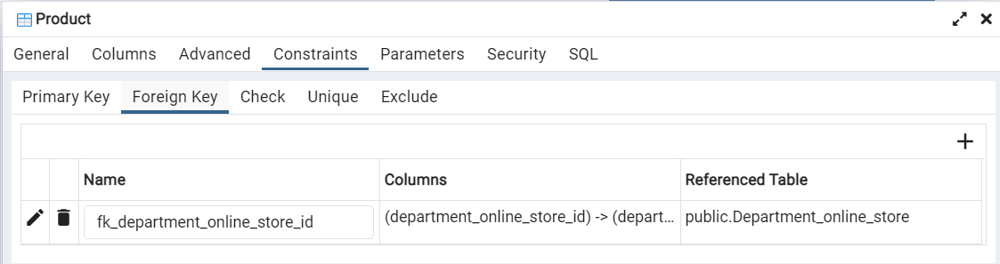 Product
General Columns Advanced Constraints Parameters Security SQL
Primary Key Foreign Key Check Unique Exclude
Name Columns Referenced Table
fk_department_online_store_id (department_online_store_id) -> (depart... public.Department_online_store